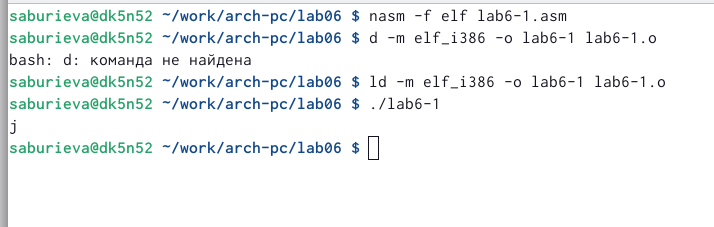 saburieva@dk5n52 ~/work/arch-pc/lab06 $ nasm -f elf lab6-1.asm
saburieva@dk5n52 ~/work/arch-pc/lab06 $ d -m elf_i386 -o lab6-1 lab6-1.o
bash: d: команда не найдена
saburieva@dk5n52 ~/work/arch-pc/lab06 $ ld -m elf_i386 -o lab6-1 lab6-1.o
saburieva@dk5n52 ~/work/arch-pc/lab06 $ ./lab6-1
j
saburieva@dk5n52 ~/work/arch-pc/lab06 $